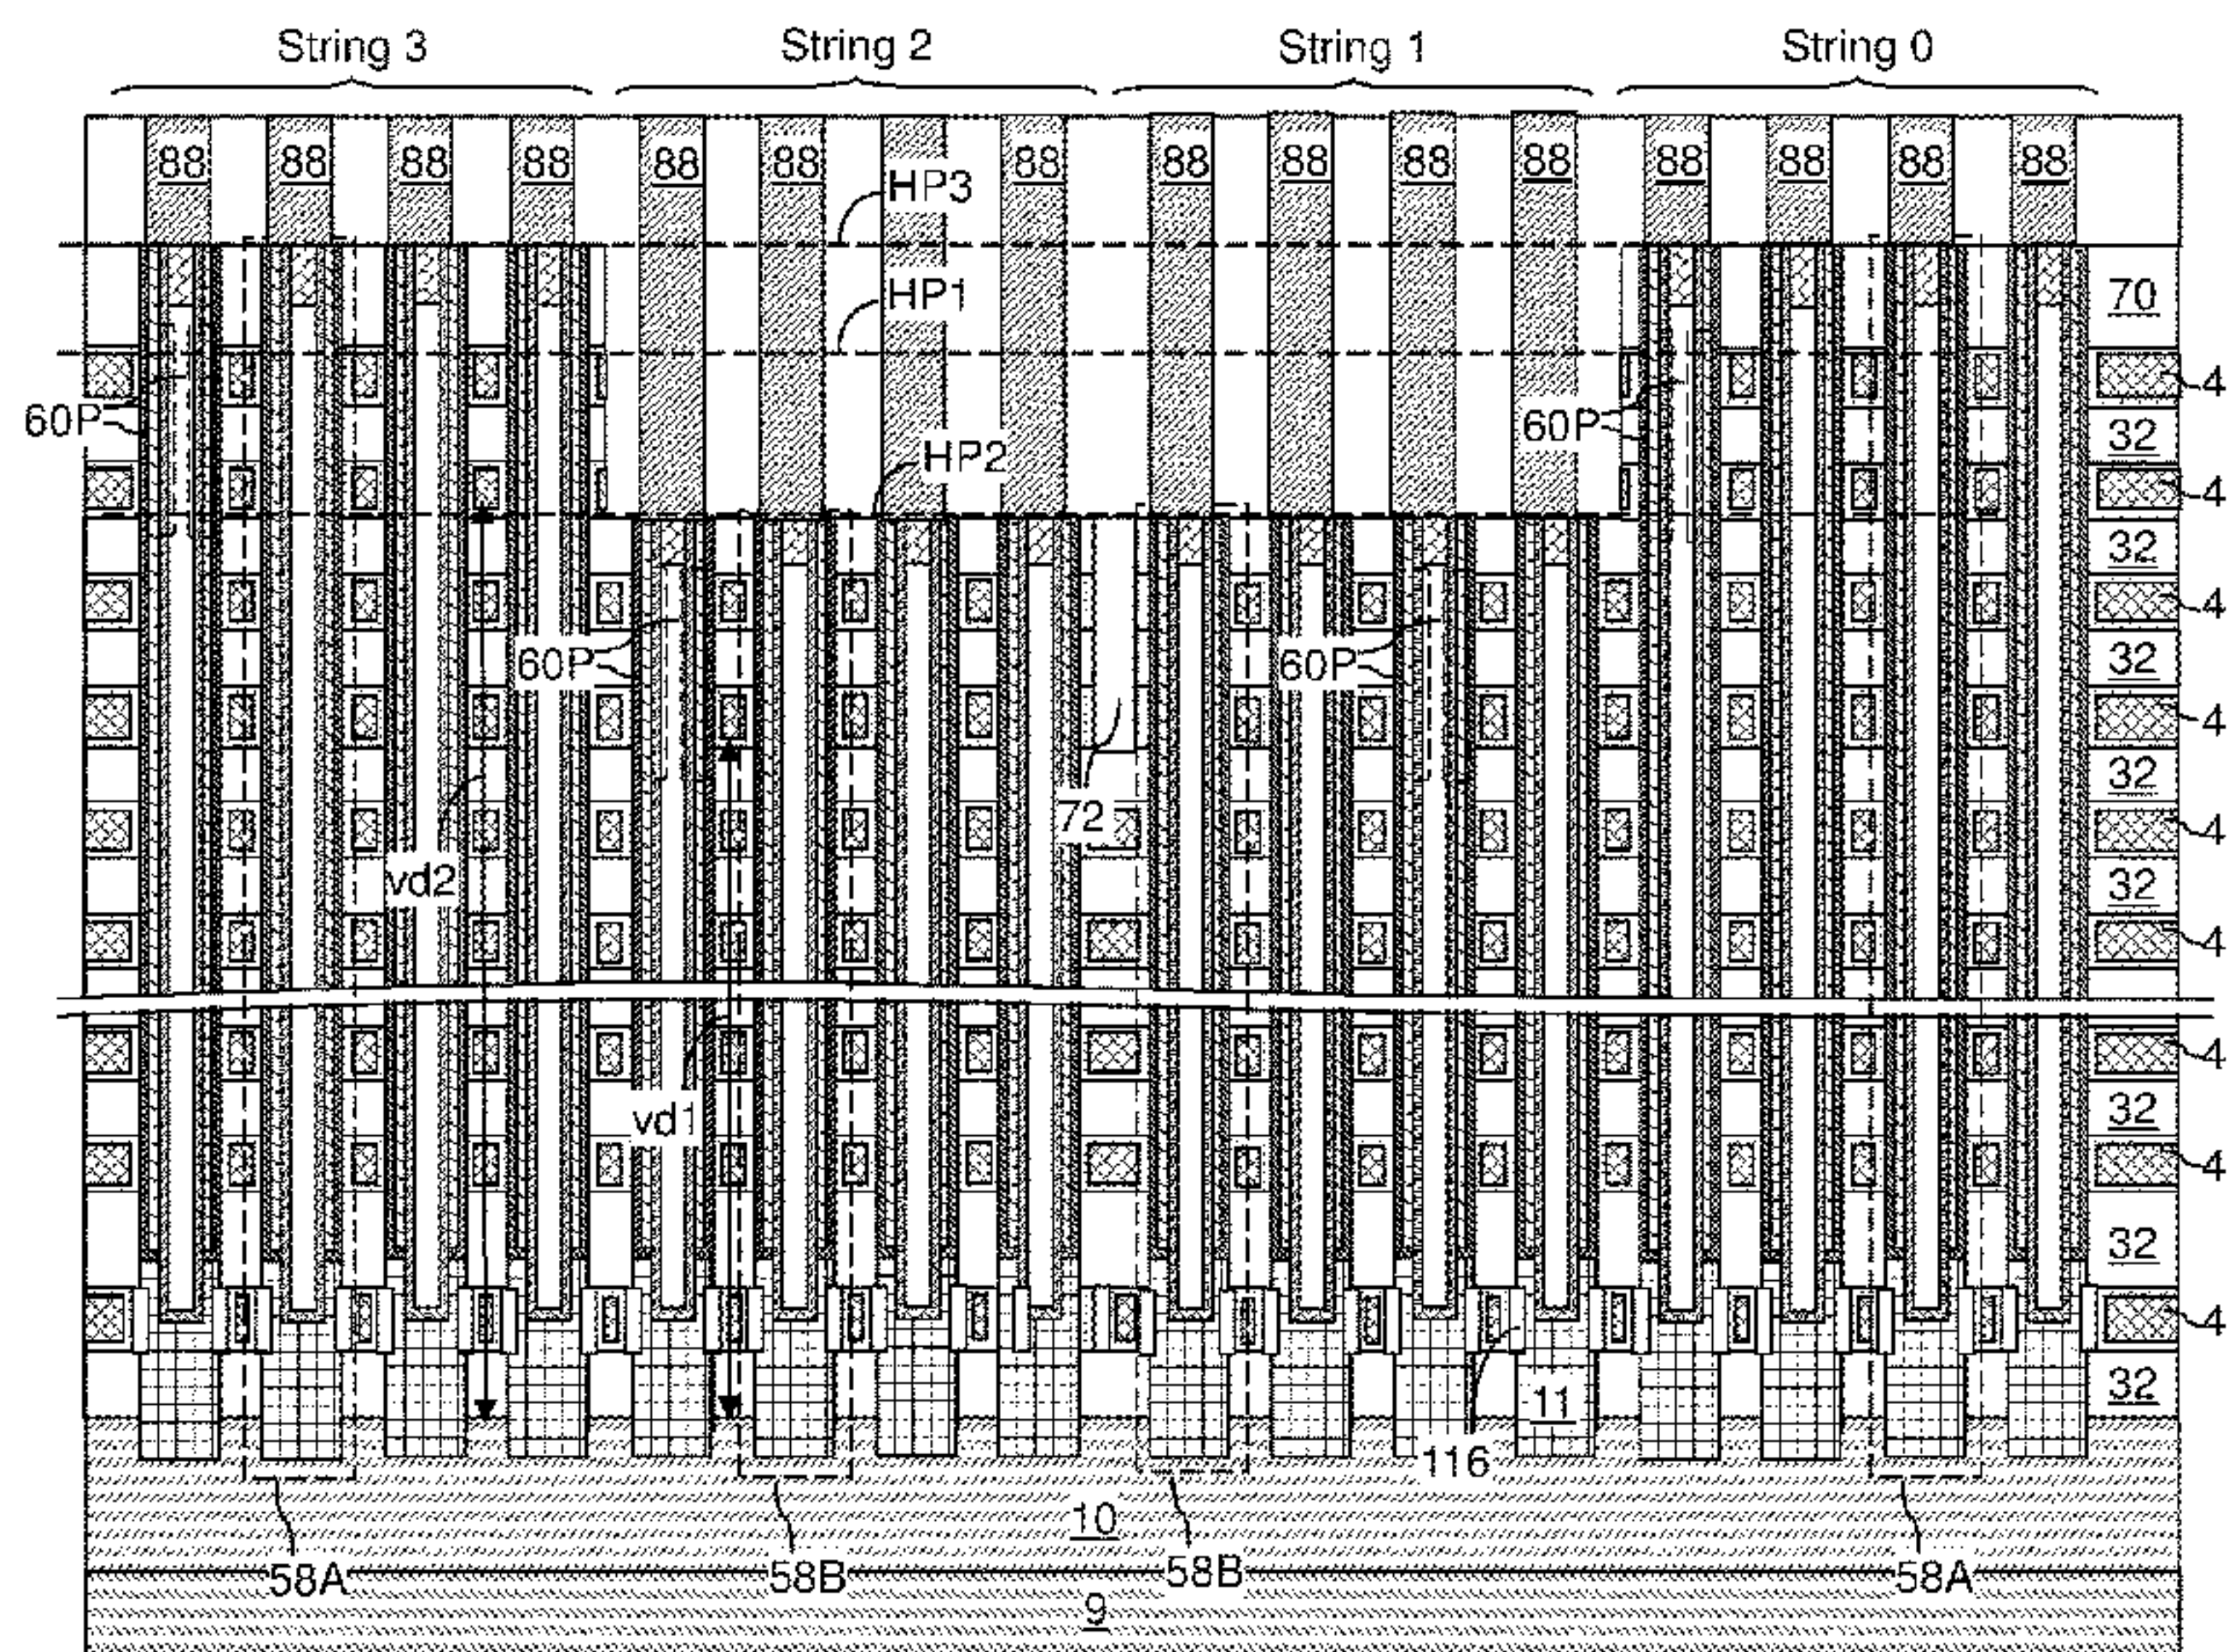 String 3 String 2 String 1 String 0
88 88 88 88 88 88 88 88 88 88 88 88 88 88 88
HP3
HP1
70
4
60P 60P 32
HP2
4
32
4
60P 60P 32
4
32
72
4
vd2 32
4
4
vd1 32
4
32
4
11 32
116
10
58A 58B 58B 58A
9